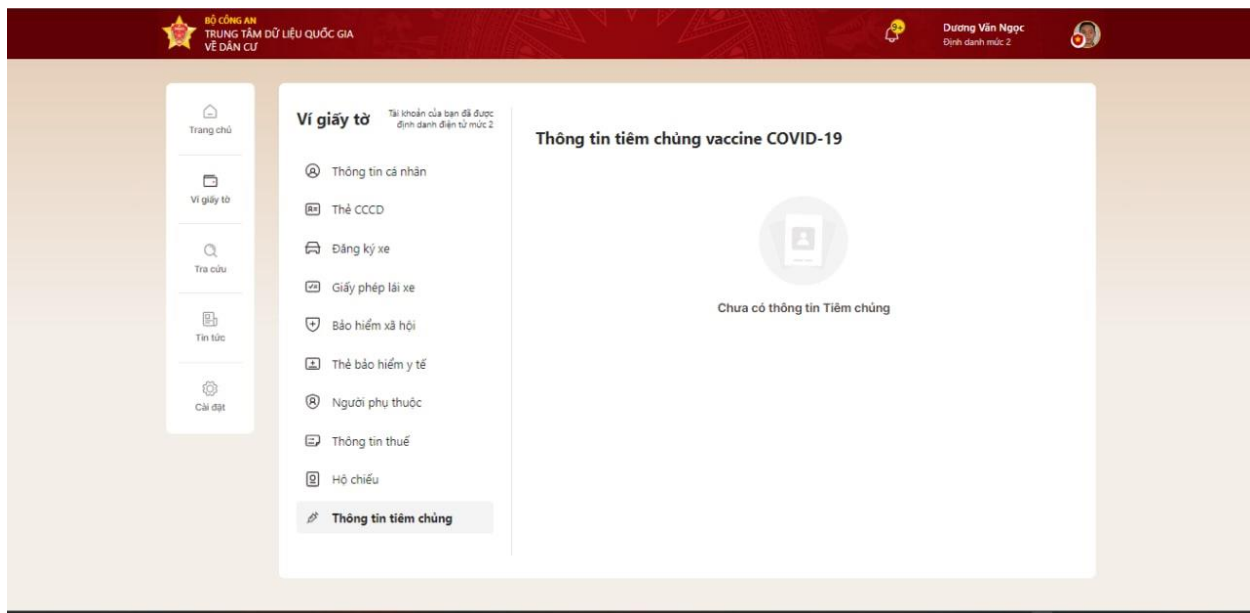 BỘ CÔNG AN
TRUNG TÂM DỮ LIỆU QUỐC GIA
VỀ DÂN CƯ
9+
Dương Văn Ngọc
Định danh mức 2
Trang chủ
Ví giấy tờ
Tra cứu
Tin tức
Cài đặt
Ví giấy tờ
Tài khoản của bạn đã được
định danh điện tử mức 2
Thông tin cá nhân
Thẻ CCCD
Đăng ký xe
Giấy phép lái xe
Bảo hiểm xã hội
Thẻ bảo hiểm y tế
Người phụ thuộc
Thông tin thuế
Hộ chiếu
Thông tin tiêm chủng
Thông tin tiêm chủng vaccine COVID-19
Chưa có thông tin Tiêm chủng